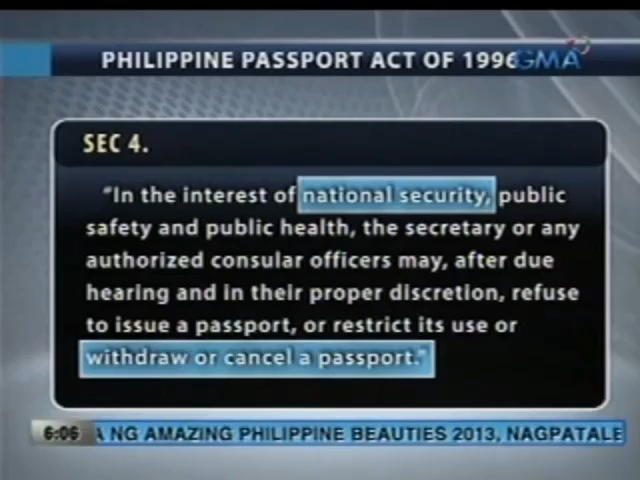 PHILIPPINE PASSPORT ACT OF 1996
GMA
SEC 4.
"In the interest of national security, public
safety and public health, the secretary or any
authorized consular officers may, after due
hearing and in their proper discretion, refuse
to issue a passport, or restrict its use or
withdraw or cancel a passport."
6:06 A NG AMAZING PHILIPPINE BEAUTIES 2013, NAGPATALE